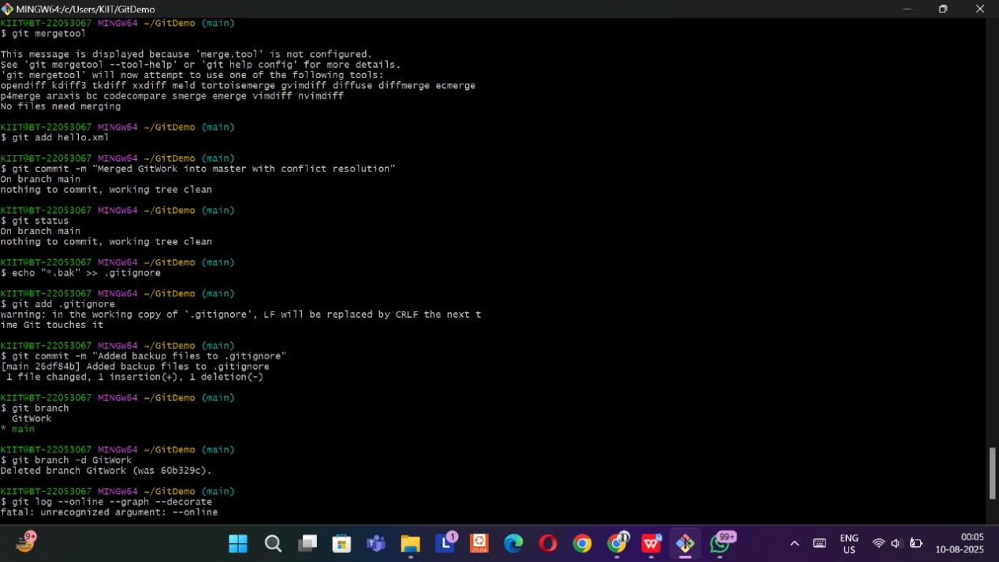 MINGW64:/c/Users/KIIT/GitDemo
KIIT@BT-22053067 MINGW64 ~/GitDemo (main)
$ git mergetool
This message is displayed because 'merge.tool' is not configured.
See 'git mergetool --tool-help' or 'git help config' for more details.
'git mergetool' will now attempt to use one of the following tools:
opendiff kdiff3 tkdiff xxdiff meld tortoisemerge gvimdiff diffuse diffmerge ecmerge
p4merge araxis bc codecompare smerge emerge vimdiff nvimdiff
No files need merging
KIIT@BT-22053067 MINGW64 ~/GitDemo (main)
$ git add hello.xml
KIIT@BT-22053067 MINGW64 ~/GitDemo (main)
$ git commit -m "Merged GitWork into master with conflict resolution"
On branch main
nothing to commit, working tree clean
KIIT@BT-22053067 MINGW64 ~/GitDemo (main)
$ git status
On branch main
nothing to commit, working tree clean
KIIT@BT-22053067 MINGW64 ~/GitDemo (main)
$ echo "*.bak" >> .gitignore
KIIT@BT-22053067 MINGW64 ~/GitDemo (main)
$ git add .gitignore
warning: in the working copy of '.gitignore', LF will be replaced by CRLF the next t
ime Git touches it
KIIT@BT-22053067 MINGW64 ~/GitDemo (main)
$ git commit -m "Added backup files to .gitignore"
[main 26df84b] Added backup files to .gitignore
1 file changed, 1 insertion(+), 1 deletion(-)
KIIT@BT-22053067 MINGW64 ~/GitDemo (main)
$ git branch
GitWork
* main
KIIT@BT-22053067 MINGW64 ~/GitDemo (main)
$ git branch -d GitWork
Deleted branch GitWork (was 60b329c).
KIIT@BT-22053067 MINGW64 ~/GitDemo (main)
$ git log --online --graph --decorate
fatal: unrecognized argument: --online
9+
L
1
20.04
W
99+
ENG
US
00:05
10-08-2025